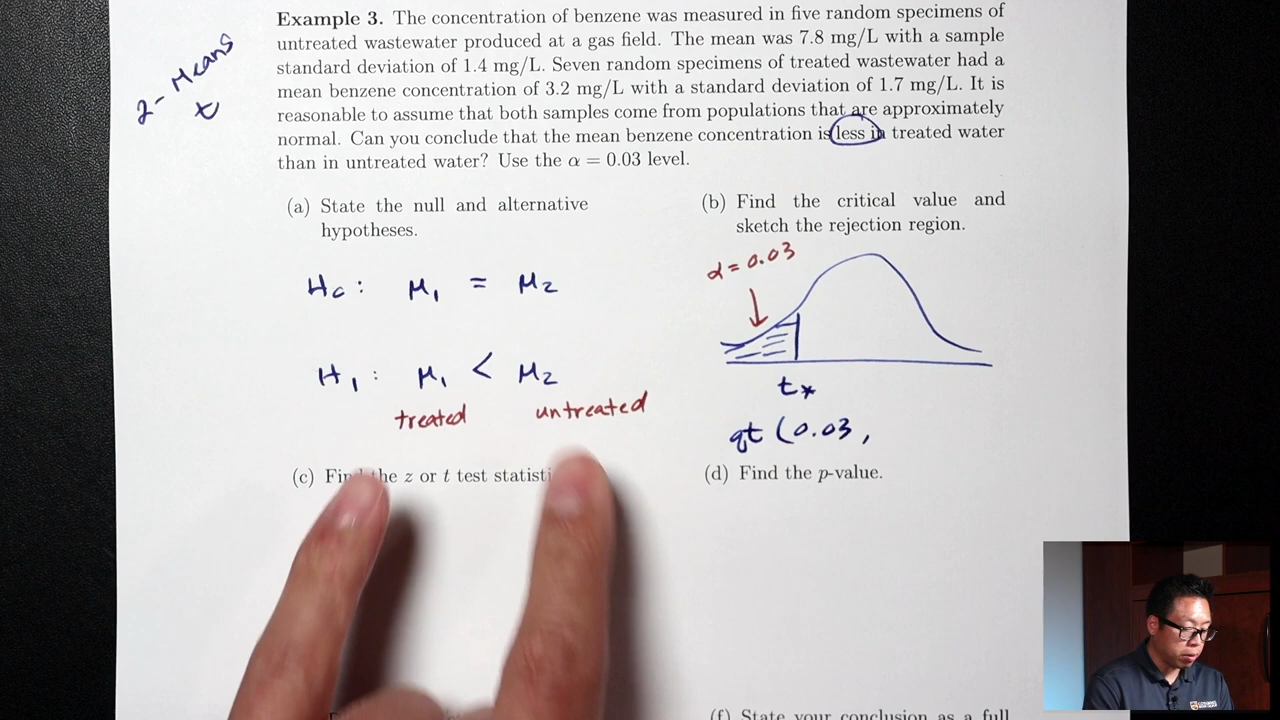 2-Means
t
Example 3. The concentration of benzene was measured in five random specimens of
untreated wastewater produced at a gas field. The mean was 7.8 mg/L with a sample
standard deviation of 1.4 mg/L. Seven random specimens of treated wastewater had a
mean benzene concentration of 3.2 mg/L with a standard deviation of 1.7 mg/L. It is
reasonable to assume that both samples come from populations that are approximately
normal. Can you conclude that the mean benzene concentration is less in treated water
than in untreated water? Use the α = 0.03 level.
(a) State the null and alternative
hypotheses.
H₀: μ₁ = μ₂
H₁: μ₁ < μ₂
treated untreated
(b) Find the critical value and
sketch the rejection region.
α = 0.03
t*
qt (0.03,
(c) Find the z or t test
(d) Find the p-value.
(f) State your conclusion as a full